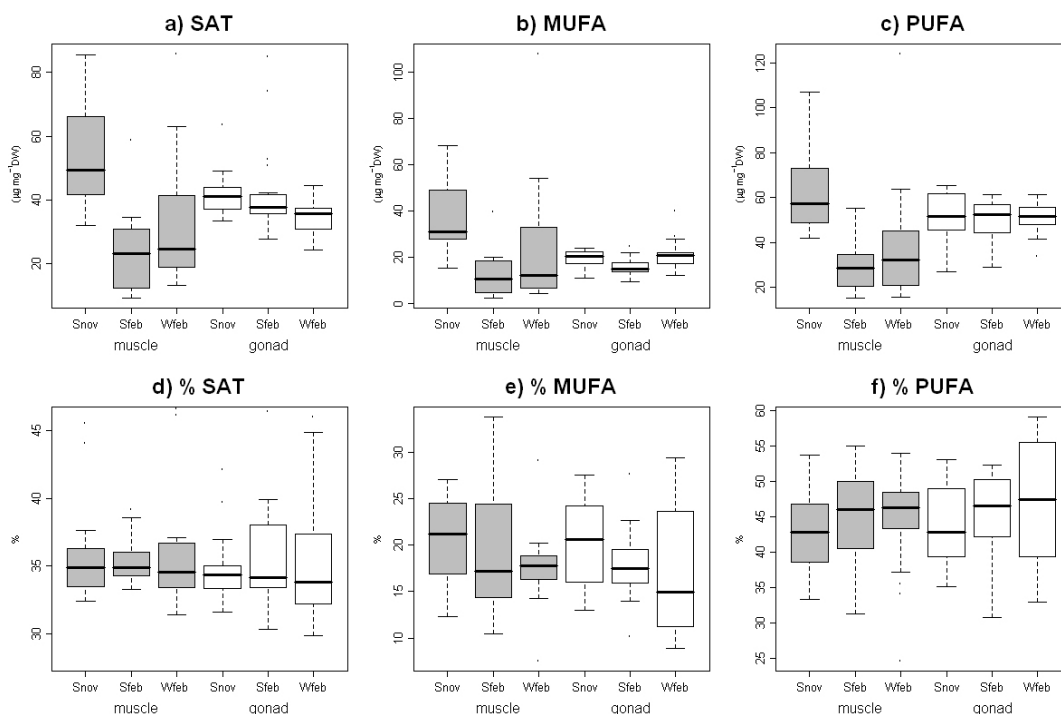 a) SAT
b) MUFA
c) PUFA
(µg mg⁻¹DW)
20 40 60 80
Snov Sfeb Wfeb Snov Sfeb Wfeb
muscle gonad
(µg mg⁻¹DW)
0 20 40 60 80 100
Snov Sfeb Wfeb Snov Sfeb Wfeb
muscle gonad
(µg mg⁻¹DW)
20 40 60 80 100 120
Snov Sfeb Wfeb Snov Sfeb Wfeb
muscle gonad
d) % SAT
e) % MUFA
f) % PUFA
%
30 35 40 45
Snov Sfeb Wfeb Snov Sfeb Wfeb
muscle gonad
%
10 15 20 25 30
Snov Sfeb Wfeb Snov Sfeb Wfeb
muscle gonad
%
25 30 35 40 45 50 55 60
Snov Sfeb Wfeb Snov Sfeb Wfeb
muscle gonad